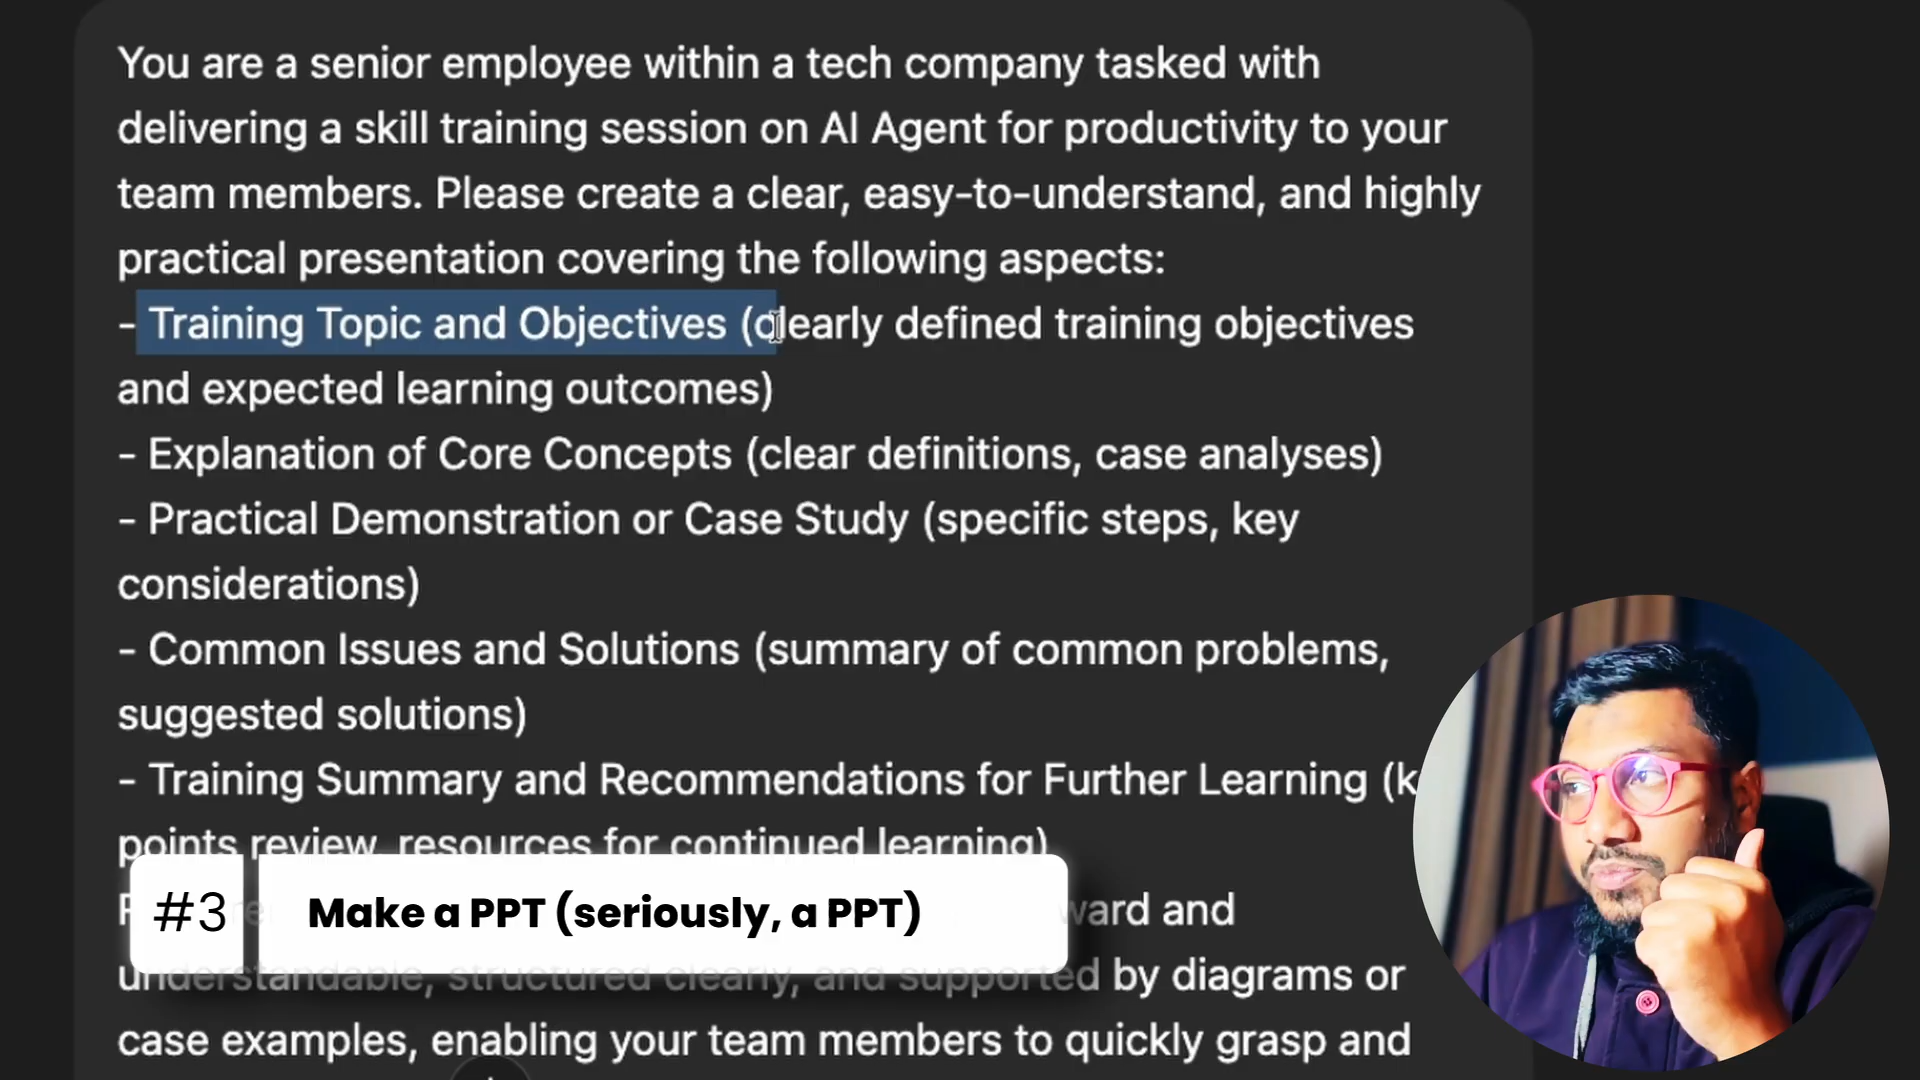 You are a senior employee within a tech company tasked with
delivering a skill training session on AI Agent for productivity to your
team members. Please create a clear, easy-to-understand, and highly
practical presentation covering the following aspects:
- Training Topic and Objectives (clearly defined training objectives
and expected learning outcomes)
- Explanation of Core Concepts (clear definitions, case analyses)
- Practical Demonstration or Case Study (specific steps, key
considerations)
- Common Issues and Solutions (summary of common problems,
suggested solutions)
- Training Summary and Recommendations for Further Learning (k
points review, resources for continued learning)
#3 Make a PPT (seriously, a PPT)
ward and
understandable, structured clearly, and supported by diagrams or
case examples, enabling your team members to quickly grasp and